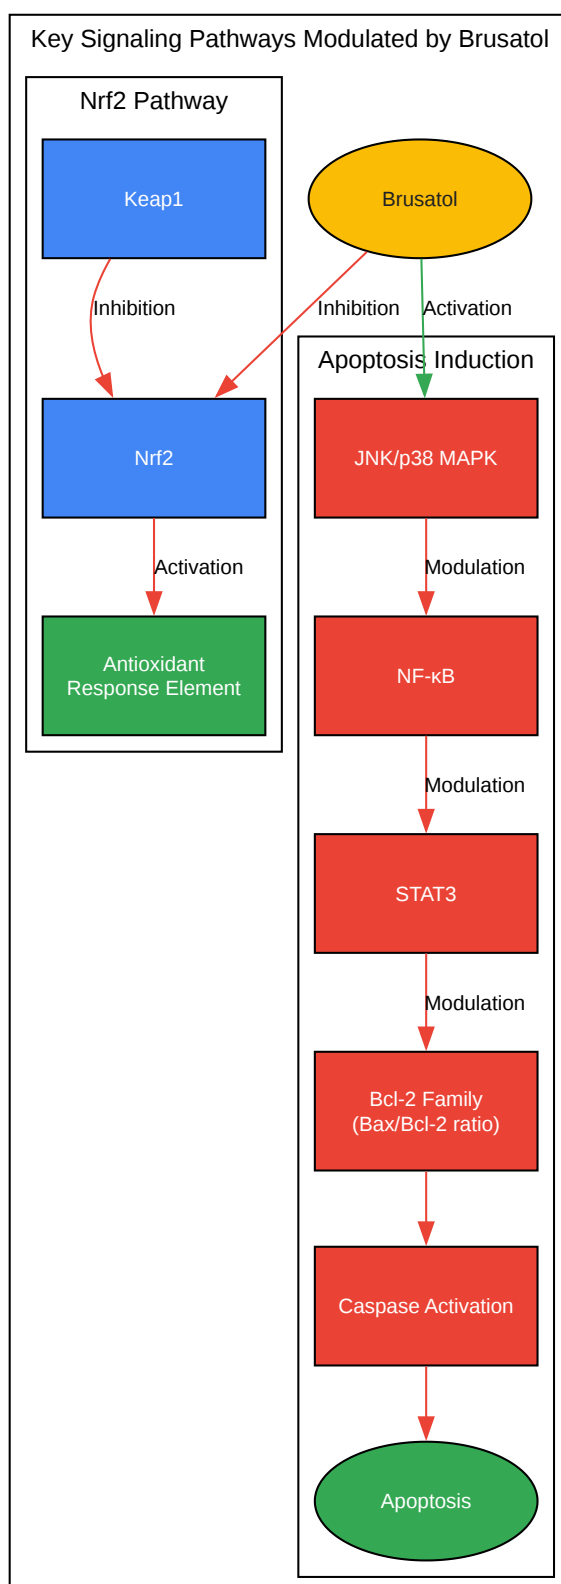 Key Signaling Pathways Modulated by Brusatol
Nrf2 Pathway
Keap1
Brusatol
Inhibition
Inhibition
Activation
Apoptosis Induction
Nrf2
JNK/p38 MAPK
Activation
Modulation
Antioxidant
Response Element
NF-κB
Modulation
STAT3
Modulation
Bcl-2 Family
(Bax/Bcl-2 ratio)
Caspase Activation
Apoptosis